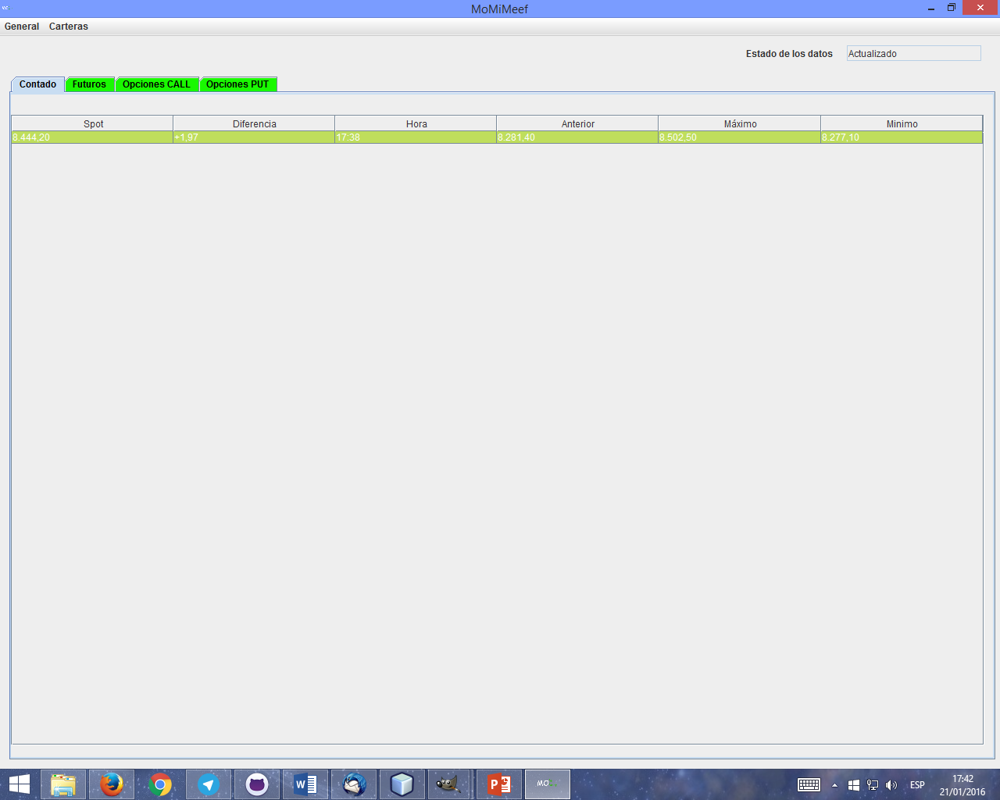 MoMiMeef
General Carteras
Estado de los datos Actualizado
Contado Futuros Opciones CALL Opciones PUT
Spot Diferencia Hora Anterior Máximo Minimo
8.444,20 +1,97 17:38 8.281,40 8.502,50 8.277,10
MO
ESP
17:42
21/01/2016